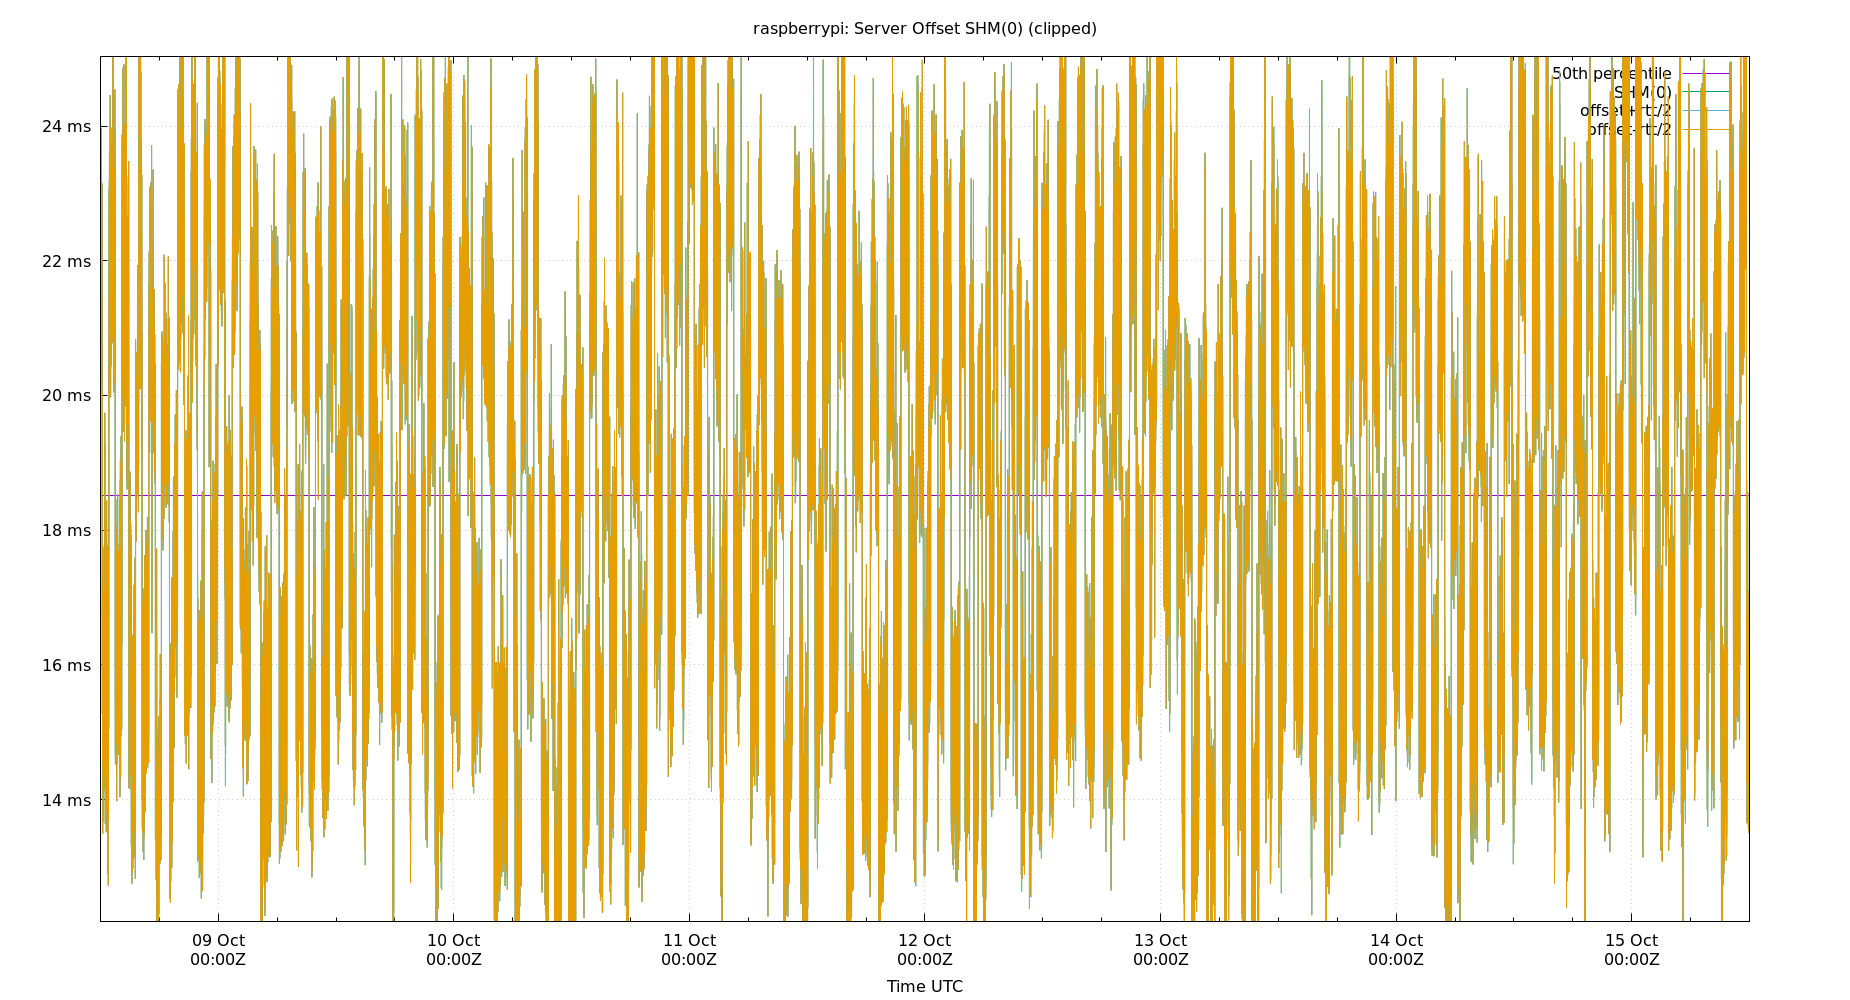 raspberrypi: Server Offset SHM(0) (clipped)
50th percentile
SHM(0)
offset+rtt/2
offset-rtt/2
24 ms
22 ms
20 ms
18 ms
16 ms
14 ms
09 Oct 10 Oct 11 Oct 12 Oct 13 Oct 14 Oct 15 Oct
00:00Z 00:00Z 00:00Z 00:00Z 00:00Z 00:00Z 00:00Z
Time UTC